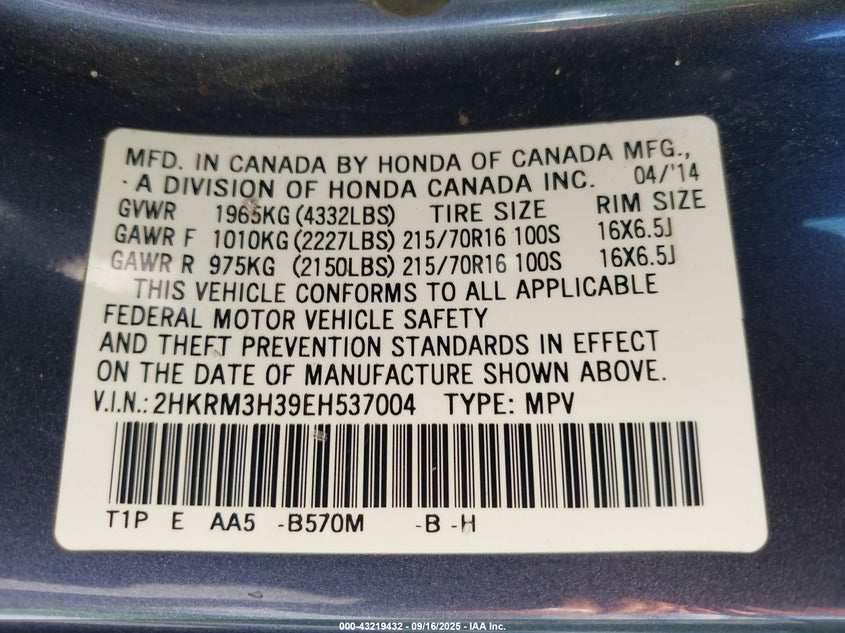 MFD. IN CANADA BY HONDA OF CANADA MFG.,
A DIVISION OF HONDA CANADA INC. 04/'14
GVWR 1965KG (4332LBS) TIRE SIZE RIM SIZE
GAWR F 1010KG (2227LBS) 215/70R16 100S 16X6.5J
GAWR R 975KG (2150LBS) 215/70R16 100S 16X6.5J
THIS VEHICLE CONFORMS TO ALL APPLICABLE
FEDERAL MOTOR VEHICLE SAFETY
AND THEFT PREVENTION STANDARDS IN EFFECT
ON THE DATE OF MANUFACTURE SHOWN ABOVE.
V.I.N.: 2HKRM3H39EH537004 TYPE: MPV
T1P E AA5 -B570M -B -H
000-43219432 - 09/16/2025 - IAA Inc.